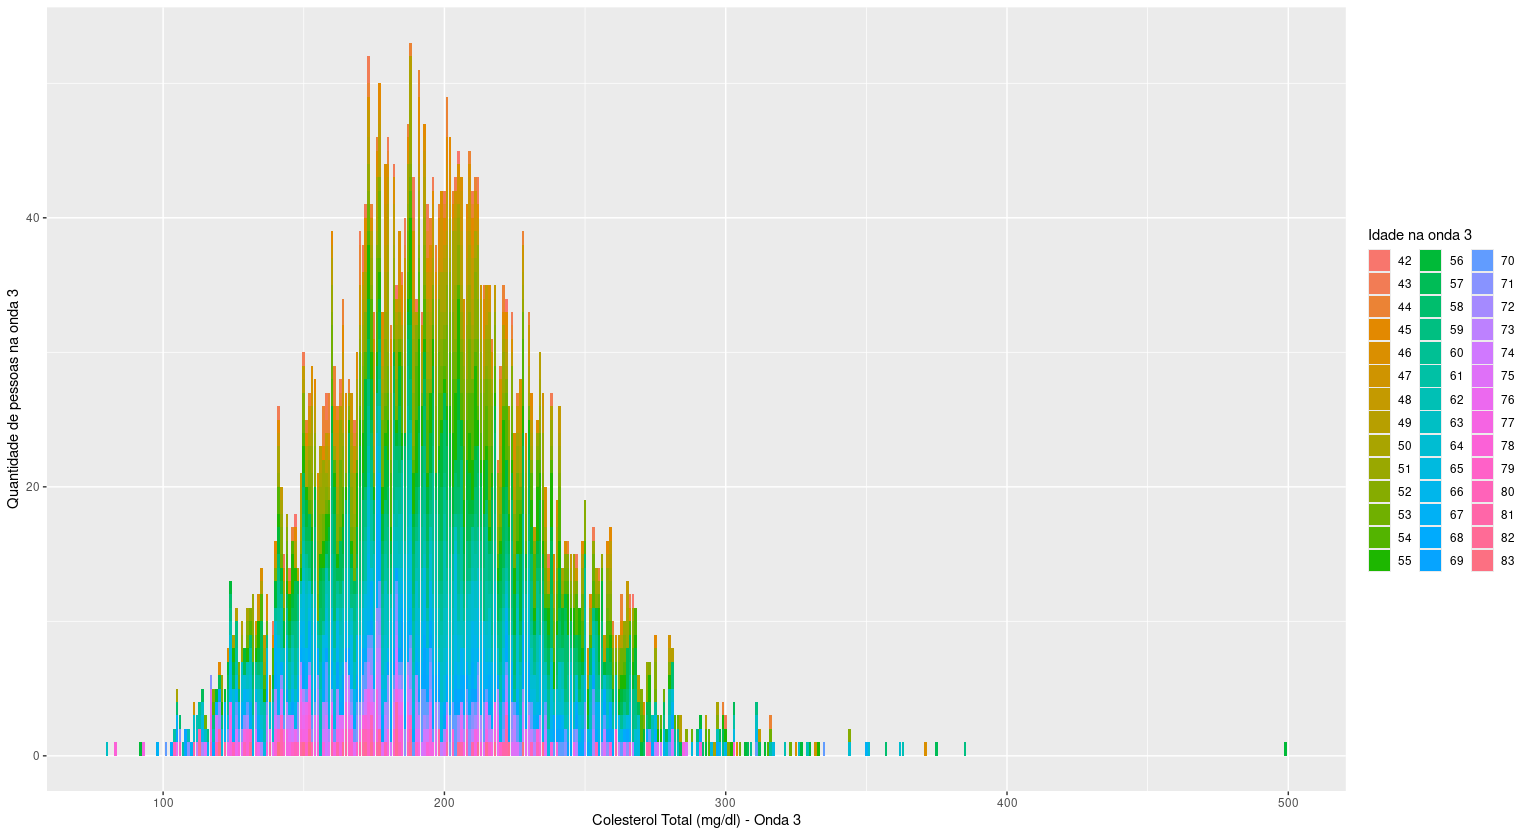 Quantidade de pessoas na onda 3
40
20
0
100 200 300 400 500
Colesterol Total (mg/dl) - Onda 3
Idade na onda 3
42 56 70
43 57 71
44 58 72
45 59 73
46 60 74
47 61 75
48 62 76
49 63 77
50 64 78
51 65 79
52 66 80
53 67 81
54 68 82
55 69 83